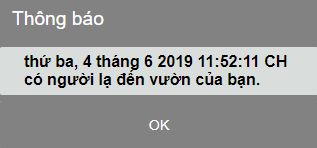 Thông báo
thứ ba, 4 tháng 6 2019 11:52:11 CH
có người lạ đến vườn của bạn.
OK